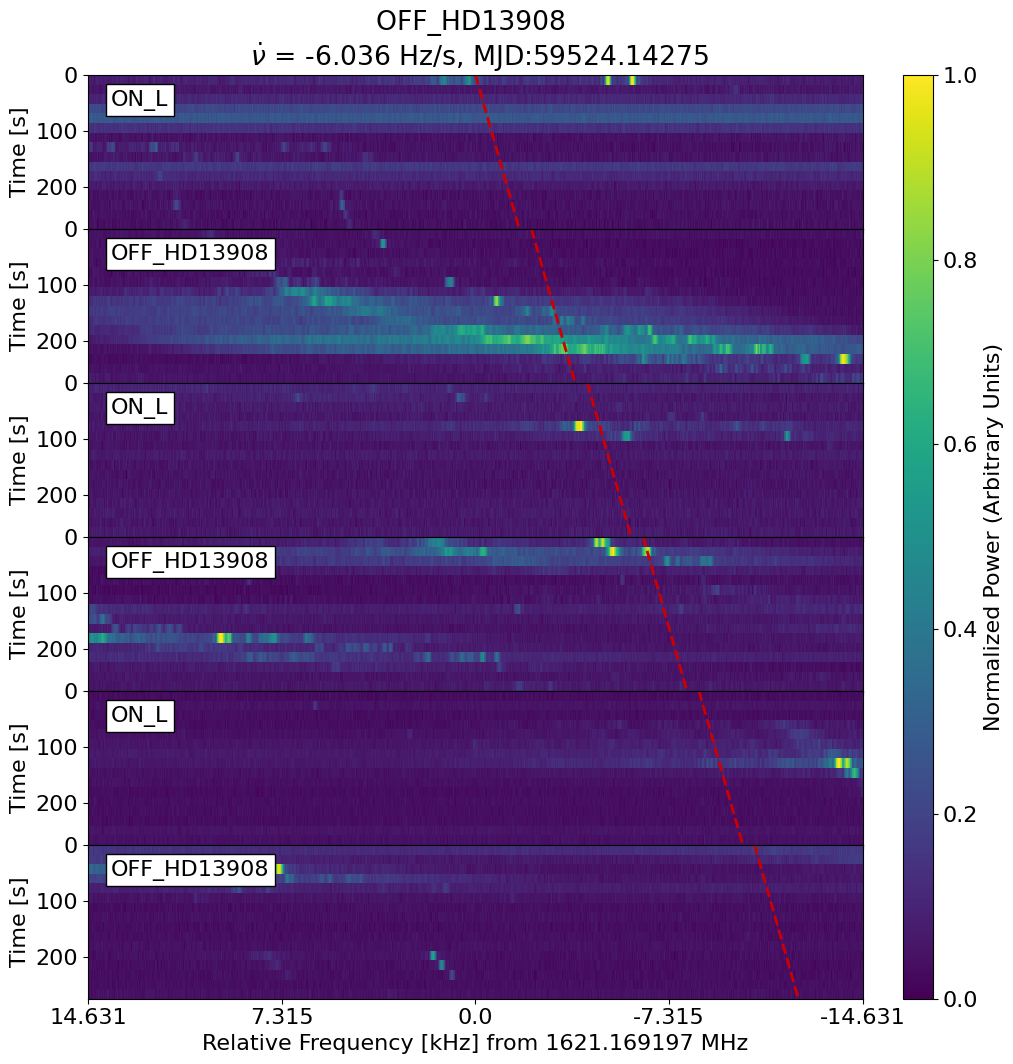 OFF_HD13908
ν̇ = -6.036 Hz/s, MJD:59524.14275
0
ON_L
100
Time [s]
200
0
OFF_HD13908
100
Time [s]
200
0
ON_L
100
Time [s]
200
0
OFF_HD13908
100
Time [s]
200
0
ON_L
100
Time [s]
200
0
OFF_HD13908
100
Time [s]
200
14.631 7.315 0.0 -7.315 -14.631
Relative Frequency [kHz] from 1621.169197 MHz
1.0
0.8
0.6
0.4
0.2
0.0
Normalized Power (Arbitrary Units)